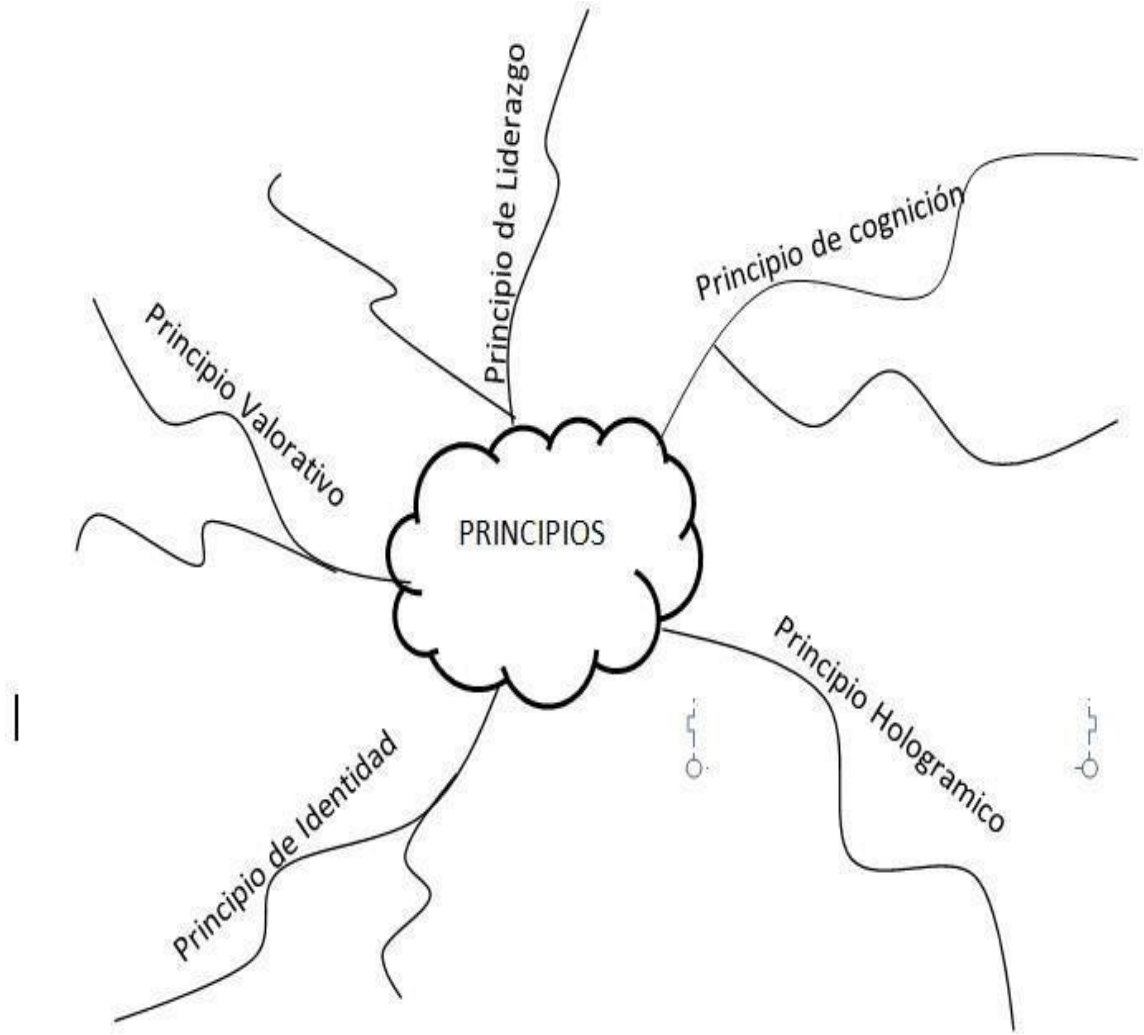 Principio de Liderazgo
Principio de cognición
Principio Valorativo
PRINCIPIOS
Principio Hologramico
Principio de Identidad